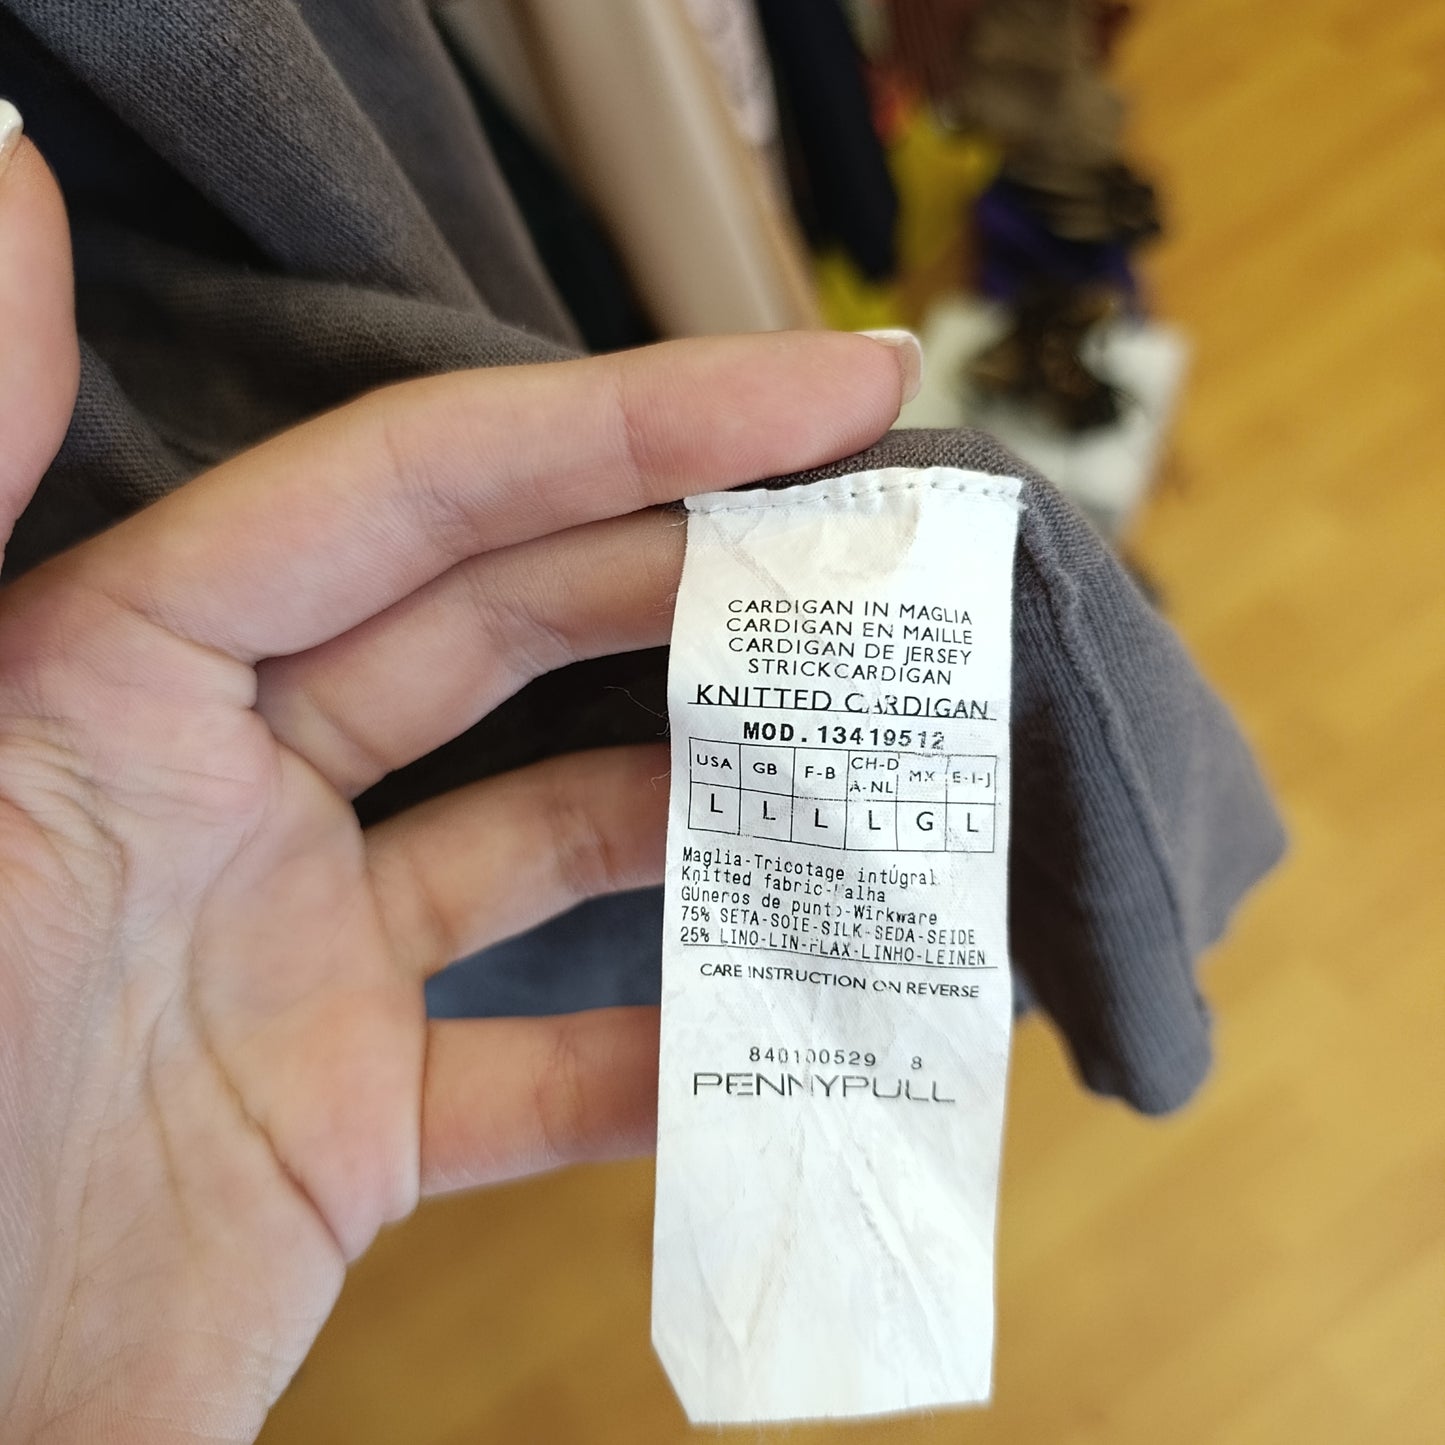 CARDIGAN IN MAGLIA
CARDIGAN EN MAILLE
CARDIGAN DE JERSEY
STRICKCARDIGAN
KNITTED CARDIGAN
MOD. 13419512
USA GB F-B CH-D A-NL MX E-I-J
L L L L G L
Maglia-Tricotage intÚgral
Knitted fabric-Malha
GÚneros de punto-Wirkware
75% SETA-SOIE-SILK-SEDA-SEIDE
25% LINO-LIN-FLAX-LINHO-LEINEN
CARE INSTRUCTION ON REVERSE
840100529 8
PENNYPULL